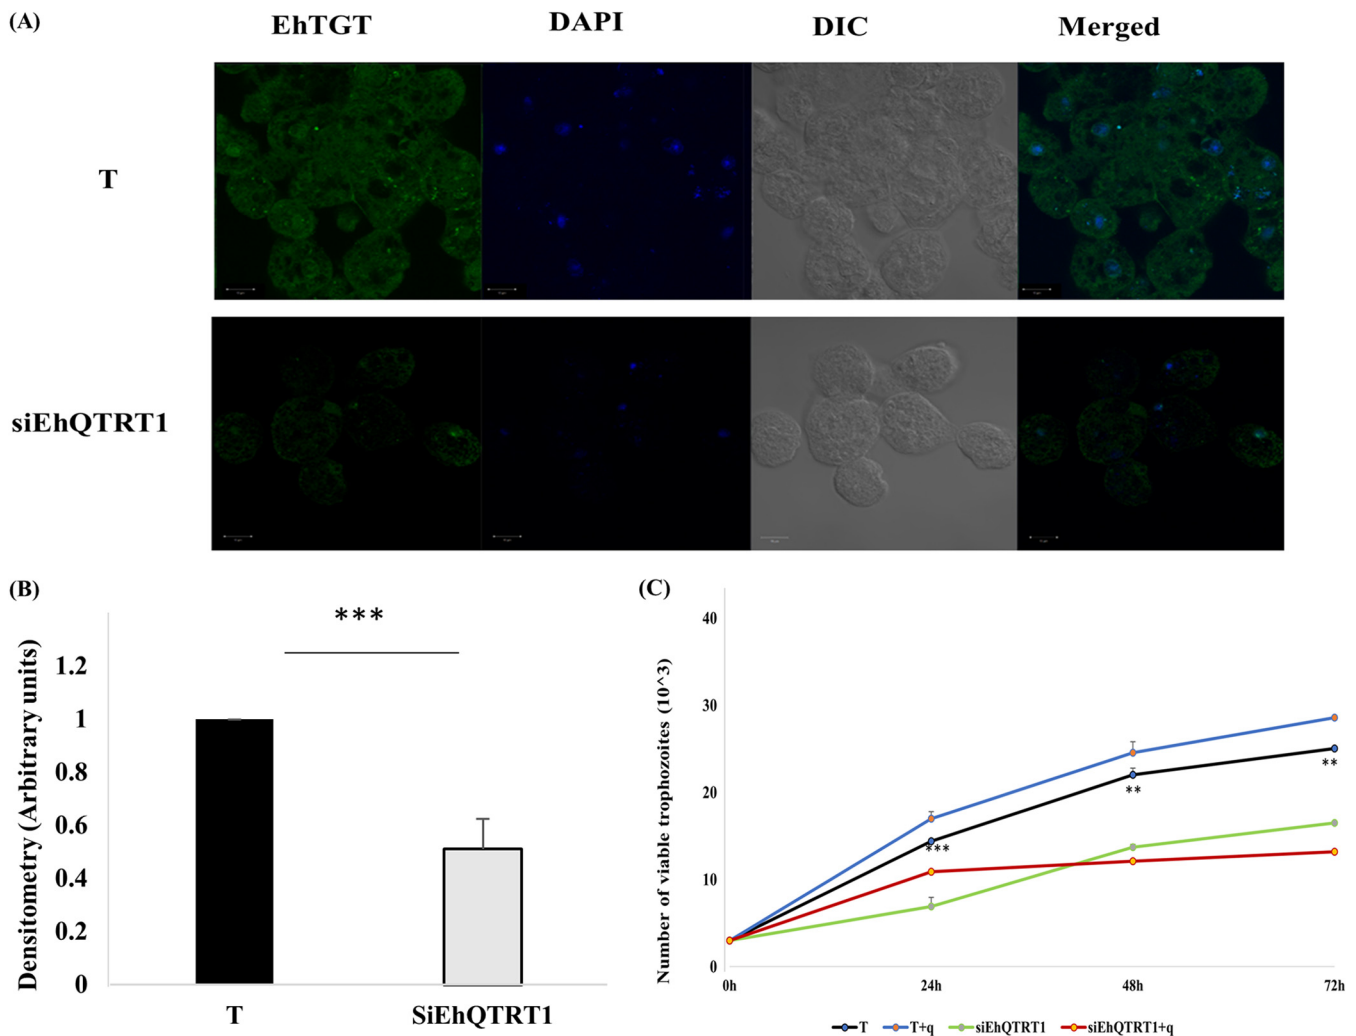 (A)
EhTGT DAPI DIC Merged
T
siEhQTRT1
(B)
***
Densitometry (Arbitrary units)
1.2
1
0.8
0.6
0.4
0.2
0
T SiEhQTRT1
(C)
Number of viable trophozoites (10^3)
40
30
20
10
0
***
**
**
0h 24h 48h 72h
T T+q siEhQTRT1 siEhQTRT1+q